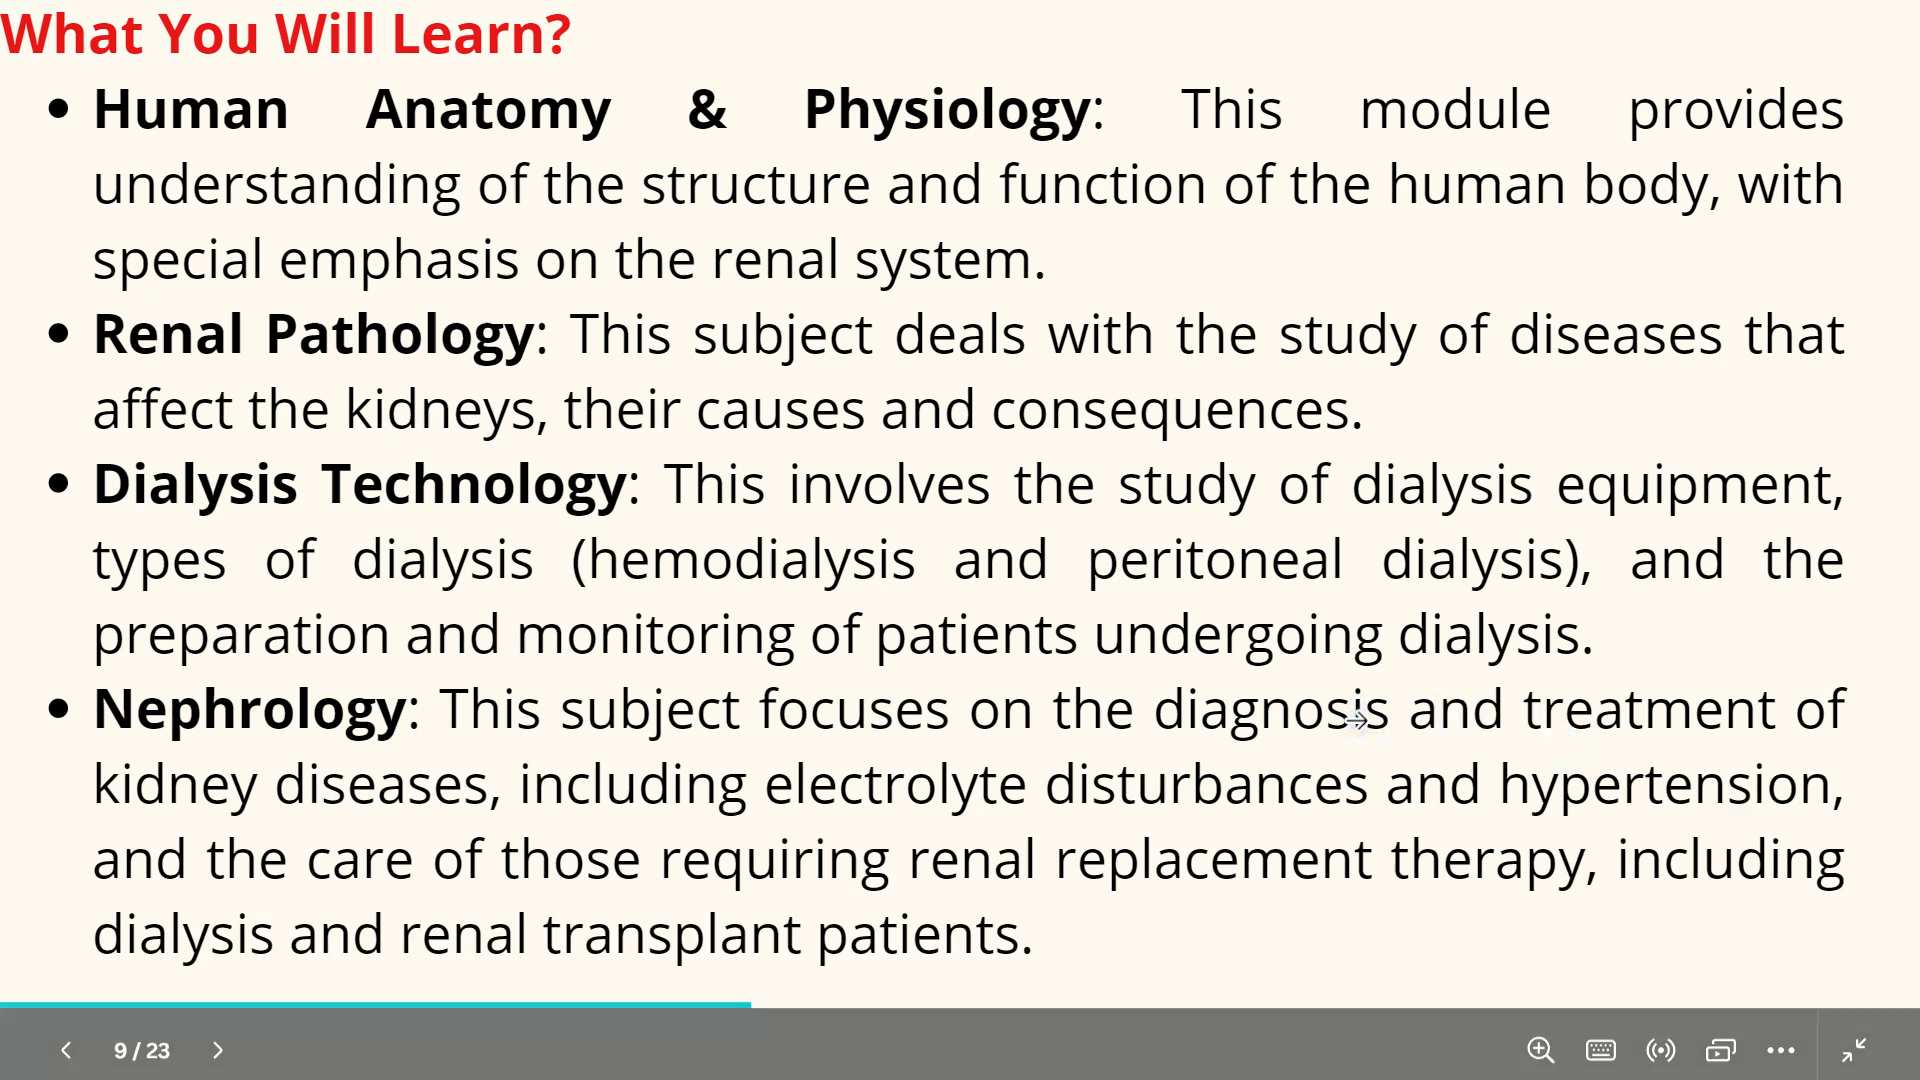 What You Will Learn?
• Human Anatomy & Physiology: This module provides
understanding of the structure and function of the human body, with
special emphasis on the renal system.
• Renal Pathology: This subject deals with the study of diseases that
affect the kidneys, their causes and consequences.
• Dialysis Technology: This involves the study of dialysis equipment,
types of dialysis (hemodialysis and peritoneal dialysis), and the
preparation and monitoring of patients undergoing dialysis.
• Nephrology: This subject focuses on the diagnosis and treatment of
kidney diseases, including electrolyte disturbances and hypertension,
and the care of those requiring renal replacement therapy, including
dialysis and renal transplant patients.
9 / 23